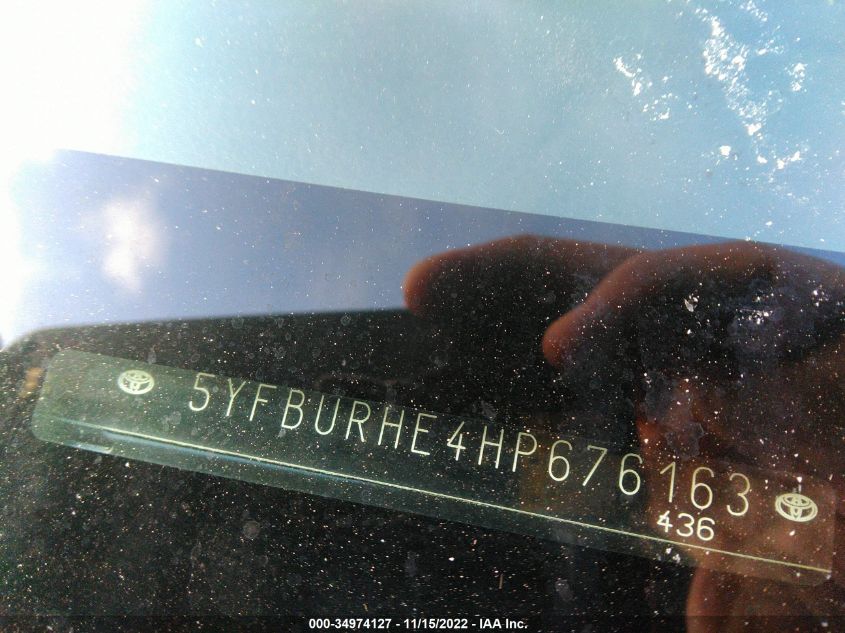 5YFBURHE4HP676163
436
000-34974127 - 11/15/2022 - IAA Inc.